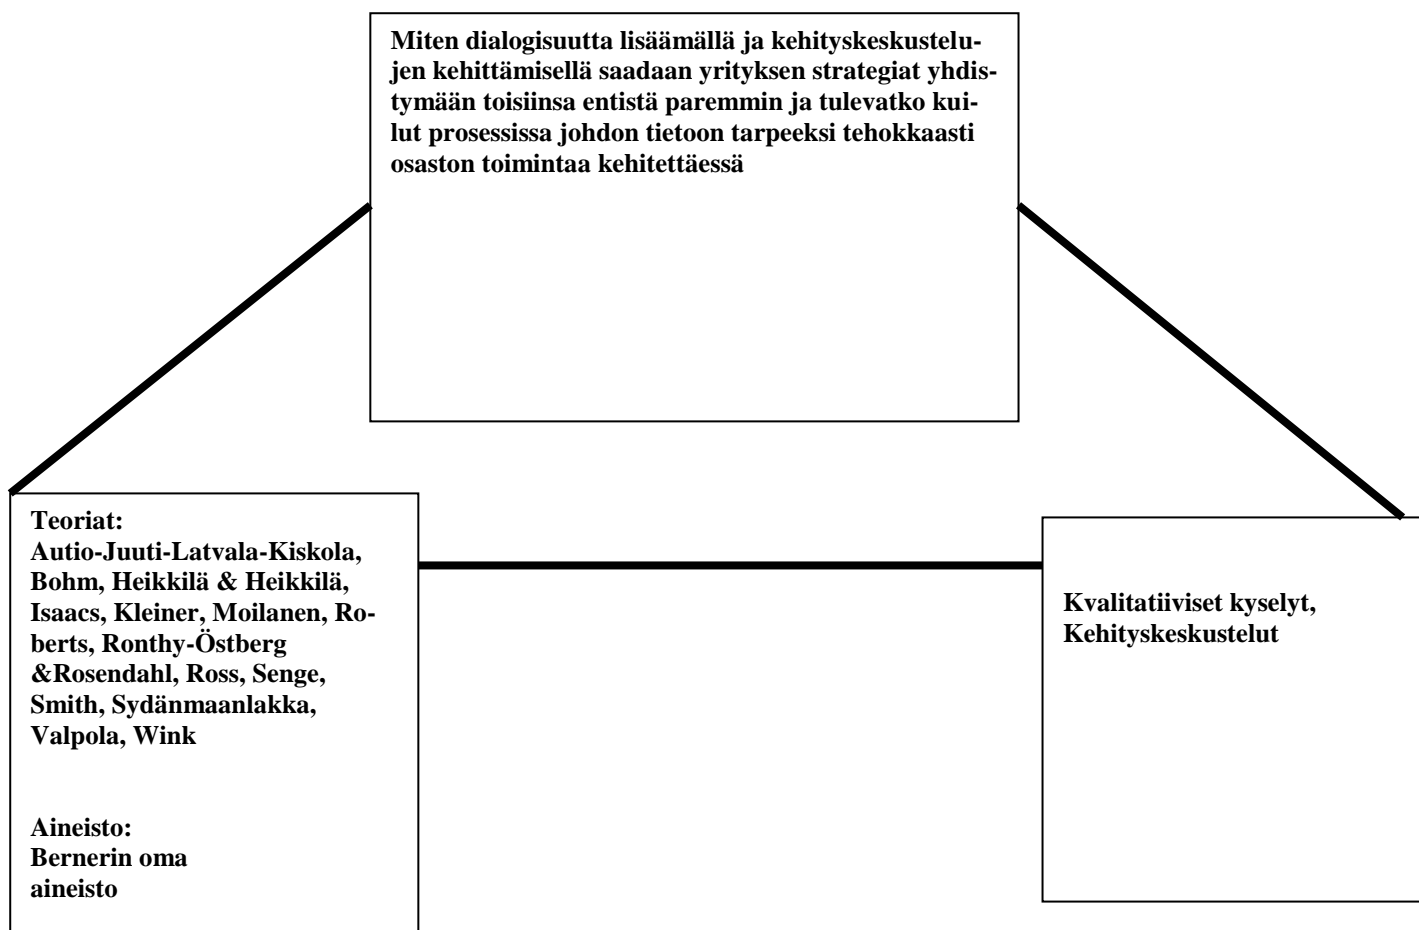 Miten dialogisuutta lisäämällä ja kehityskeskustelu-
jen kehittämisellä saadaan yrityksen strategiat yhdis-
tymään toisiinsa entistä paremmin ja tulevatko kui-
lut prosessissa johdon tietoon tarpeeksi tehokkaasti
osaston toimintaa kehitettäessä
Teoriat:
Autio-Juuti-Latvala-Kiskola,
Bohm, Heikkilä & Heikkilä,
Isaacs, Kleiner, Moilanen, Ro-
berts, Ronthy-Östberg
&Rosendahl, Ross, Senge,
Smith, Sydänmaanlakka,
Valpola, Wink
Aineisto:
Bernerin oma
aineisto
Kvalitatiiviset kyselyt,
Kehityskeskustelut